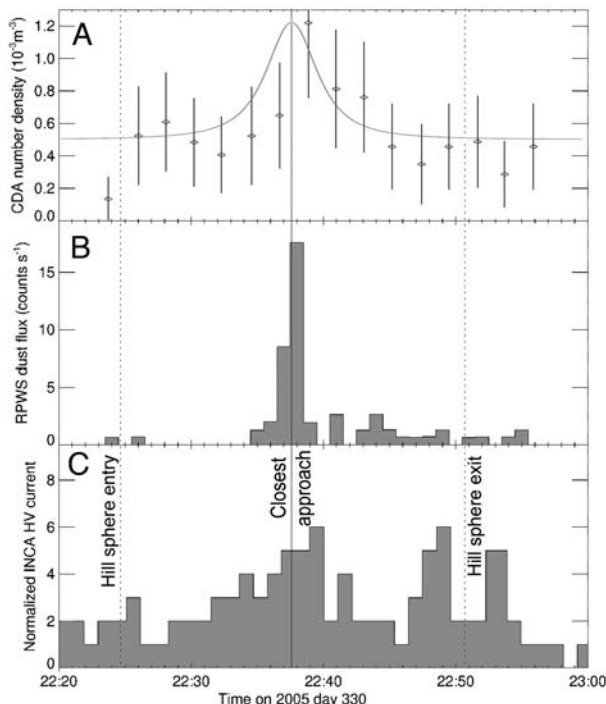 A
CDA number density (10⁻³m⁻³)
1.2
1.0
0.8
0.6
0.4
0.2
0.0
B
RPWS dust flux (counts s⁻¹)
15
10
5
0
C
Normalized INCA HV current
8
6
4
2
0
Hill sphere entry
Closest
approach
Hill sphere exit
22:20
22:30
22:40
22:50
23:00
Time on 2005 day 330